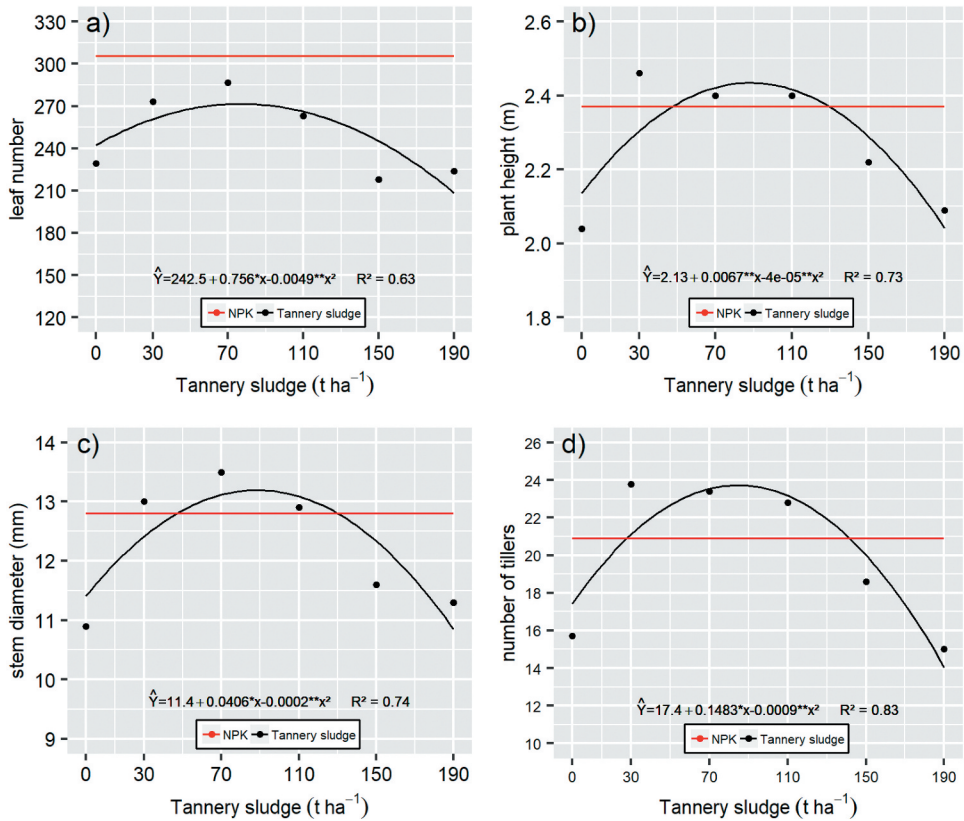 a)
330
300
270
240
210
180
150
120
leaf number
Ŷ=242.5+0.756*x-0.0049**x² R² = 0.63
NPK Tannery sludge
0 30 70 110 150 190
Tannery sludge (t ha⁻¹)
b)
2.6
2.4
2.2
2.0
1.8
plant height (m)
Ŷ=2.13+0.0067**x-4e-05**x² R² = 0.73
NPK Tannery sludge
0 30 70 110 150 190
Tannery sludge (t ha⁻¹)
c)
14
13
12
11
10
9
stem diameter (mm)
Ŷ=11.4+0.0406*x-0.0002**x² R² = 0.74
NPK Tannery sludge
0 30 70 110 150 190
Tannery sludge (t ha⁻¹)
d)
26
24
22
20
18
16
14
12
10
number of tillers
Ŷ=17.4+0.1483*x-0.0009**x² R² = 0.83
NPK Tannery sludge
0 30 70 110 150 190
Tannery sludge (t ha⁻¹)